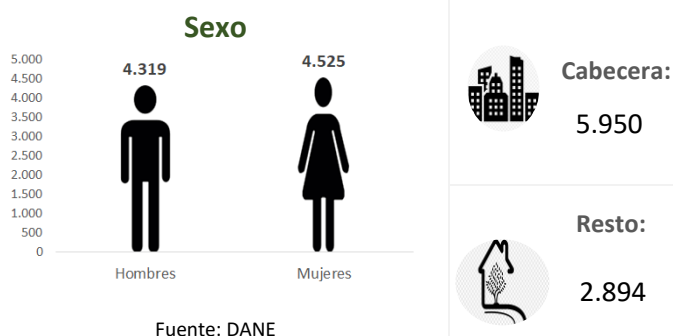 Sexo
5.000
4.500
4.000
3.500
3.000
2.500
2.000
1.500
1.000
500
0
4.319
4.525
Hombres
Mujeres
Fuente: DANE
Cabecera:
5.950
Resto:
2.894